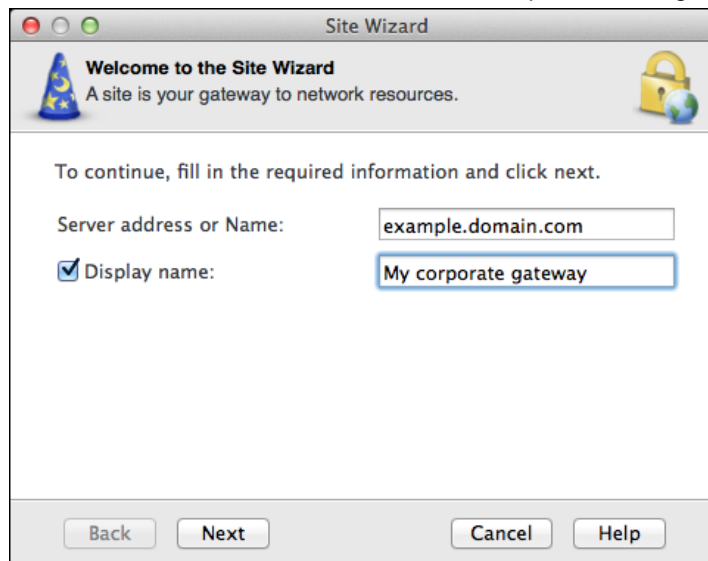 Site Wizard
Welcome to the Site Wizard
A site is your gateway to network resources.
To continue, fill in the required information and click next.
Server address or Name: example.domain.com
Display name: My corporate gateway
Back Next Cancel Help